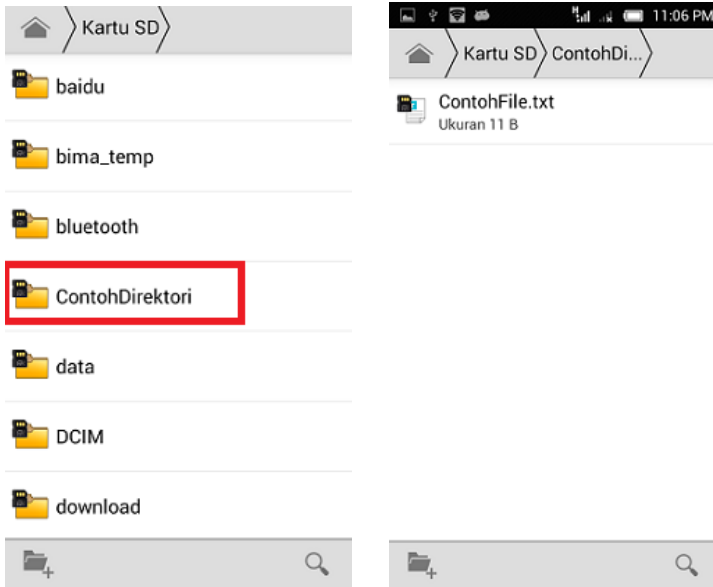 Kartu SD
baidu
bima_temp
bluetooth
ContohDirektori
data
DCIM
download
H
11:06 PM
Kartu SD
ContohDi...
ContohFile.txt
Ukuran 11 B